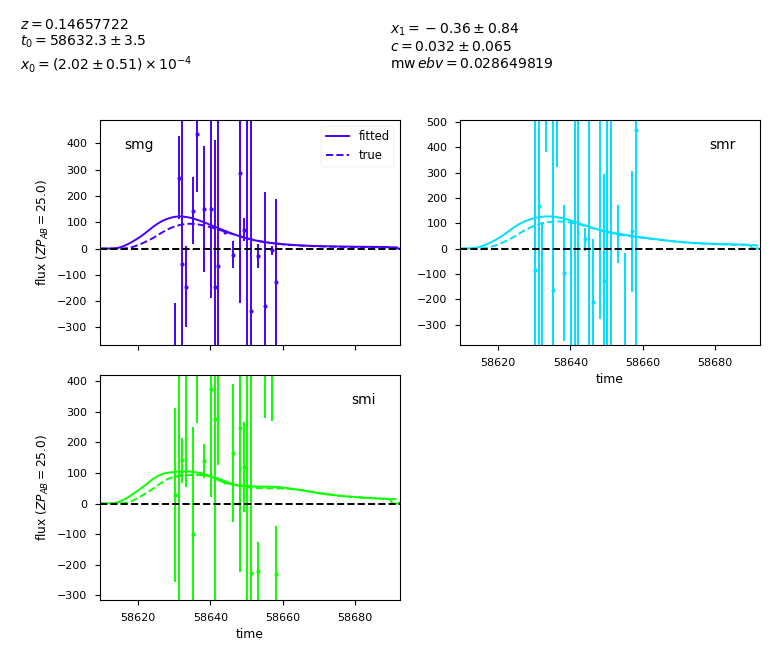 z = 0.14657722
t₀ = 58632.3 ± 3.5
x₀ = (2.02 ± 0.51) × 10⁻⁴
x₁ = −0.36 ± 0.84
c = 0.032 ± 0.065
mw ebv = 0.028649819
smg
fitted
true
400
300
200
100
0
−100
−200
−300
flux (ZP_AB = 25.0)
smr
500
400
300
200
100
0
−100
−200
−300
58620 58640 58660 58680
time
smi
400
300
200
100
0
−100
−200
−300
flux (ZP_AB = 25.0)
58620 58640 58660 58680
time